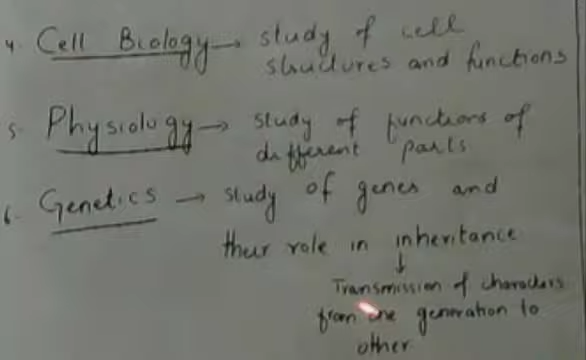 4. Cell Biology → study of cell
structures and functions
5. Physiology → study of functions of
different parts
6. Genetics → study of genes and
their role in inheritance
↓
Transmission of characters
from one generation to
other